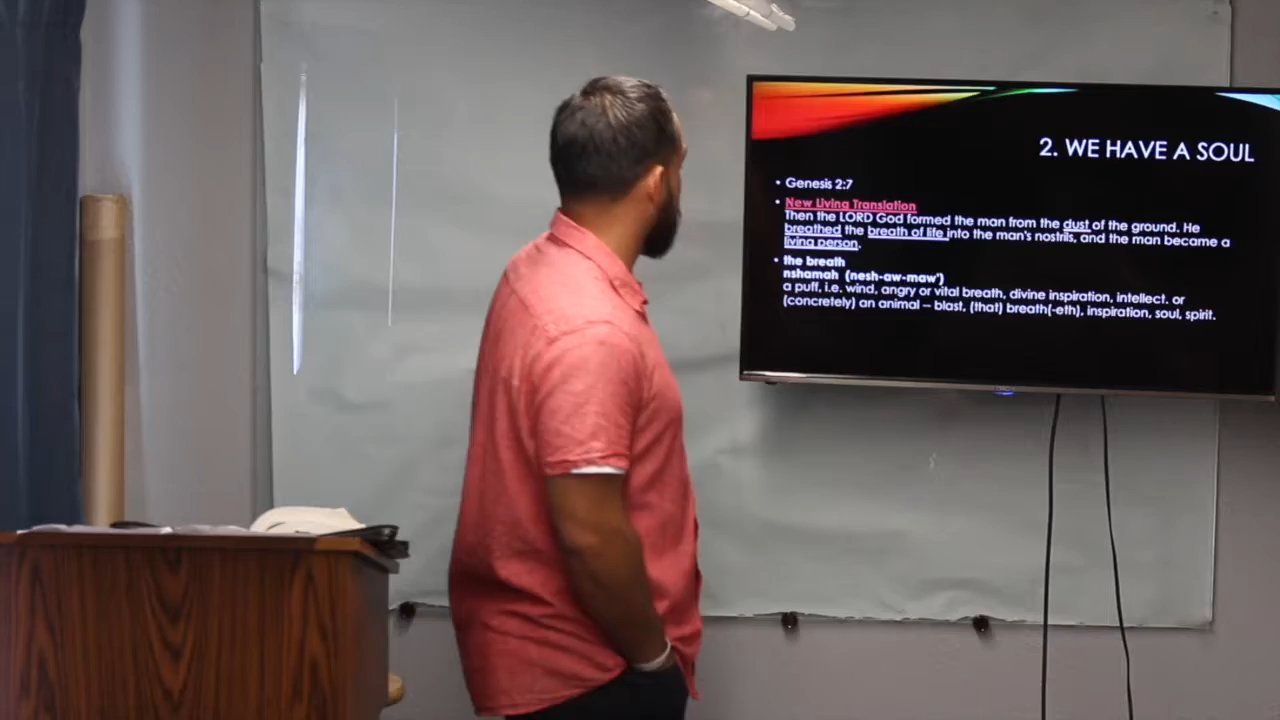 2. WE HAVE A SOUL
• Genesis 2:7
• New Living Translation
Then the LORD God formed the man from the dust of the ground. He
breathed the breath of life into the man's nostrils, and the man became a
living person.
• the breath
nshamah (nesh-aw-maw')
a puff, i.e. wind, angry or vital breath, divine inspiration, intellect. or
(concretely) an animal -- blast, (that) breath(-eth), inspiration, soul, spirit.